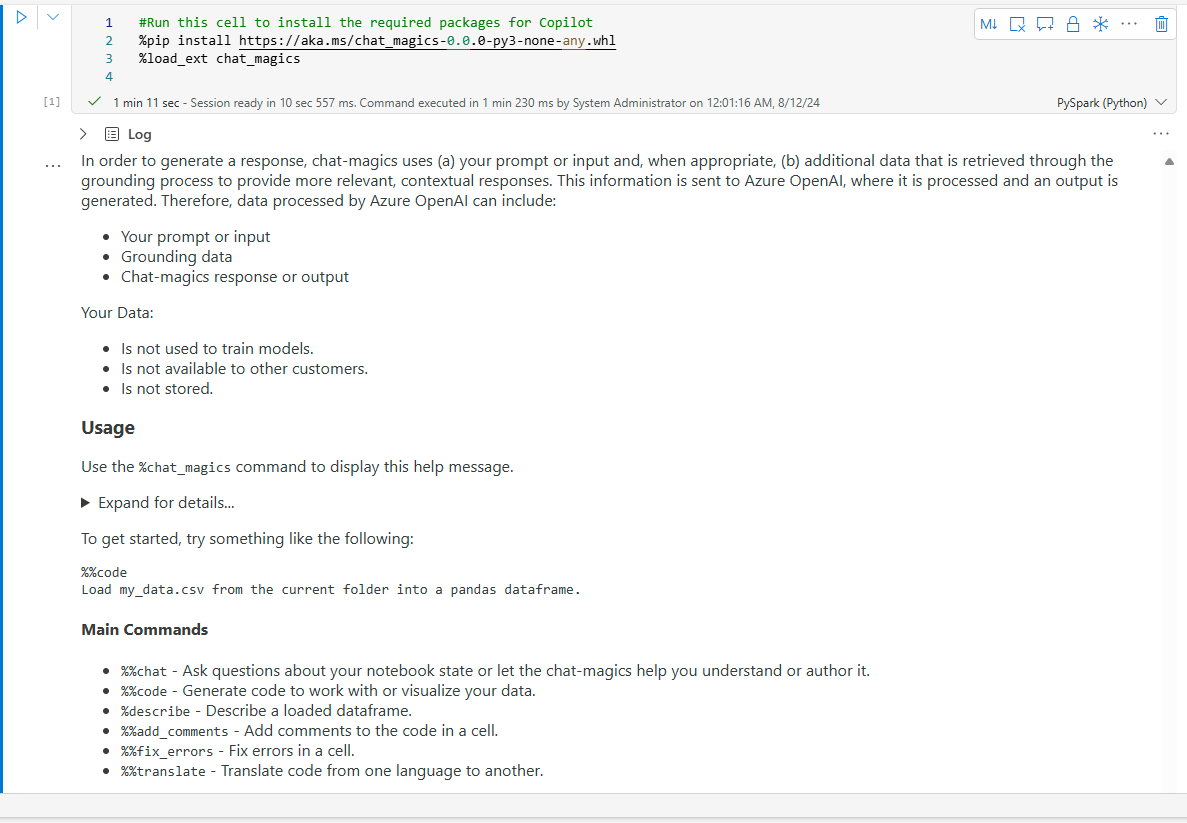 1 #Run this cell to install the required packages for Copilot
2 %pip install https://aka.ms/chat_magics-0.0.0-py3-none-any.whl
3 %load_ext chat_magics
4
M↓
[1]
1 min 11 sec - Session ready in 10 sec 557 ms. Command executed in 1 min 230 ms by System Administrator on 12:01:16 AM, 8/12/24
PySpark (Python)
Log
In order to generate a response, chat-magics uses (a) your prompt or input and, when appropriate, (b) additional data that is retrieved through the
grounding process to provide more relevant, contextual responses. This information is sent to Azure OpenAI, where it is processed and an output is
generated. Therefore, data processed by Azure OpenAI can include:
• Your prompt or input
• Grounding data
• Chat-magics response or output
Your Data:
• Is not used to train models.
• Is not available to other customers.
• Is not stored.
Usage
Use the %chat_magics command to display this help message.
Expand for details...
To get started, try something like the following:
%%code
Load my_data.csv from the current folder into a pandas dataframe.
Main Commands
• %%chat - Ask questions about your notebook state or let the chat-magics help you understand or author it.
• %%code - Generate code to work with or visualize your data.
• %describe - Describe a loaded dataframe.
• %%add_comments - Add comments to the code in a cell.
• %%fix_errors - Fix errors in a cell.
• %%translate - Translate code from one language to another.